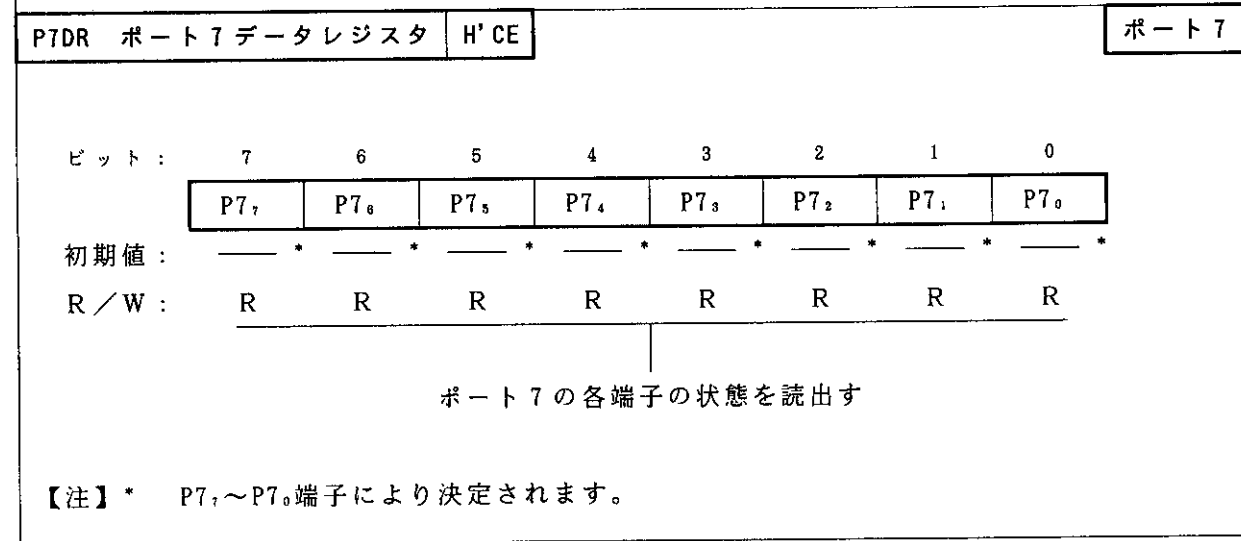 P7DR ポート7データレジスタ H'CE ポート7
ビット: 7 6 5 4 3 2 1 0
P7₇ P7₆ P7₅ P7₄ P7₃ P7₂ P7₁ P7₀
初期値: ― * ― * ― * ― * ― * ― * ― * ― *
R/W: R R R R R R R R
ポート7の各端子の状態を読出す
【注】* P7₇~P7₀端子により決定されます。